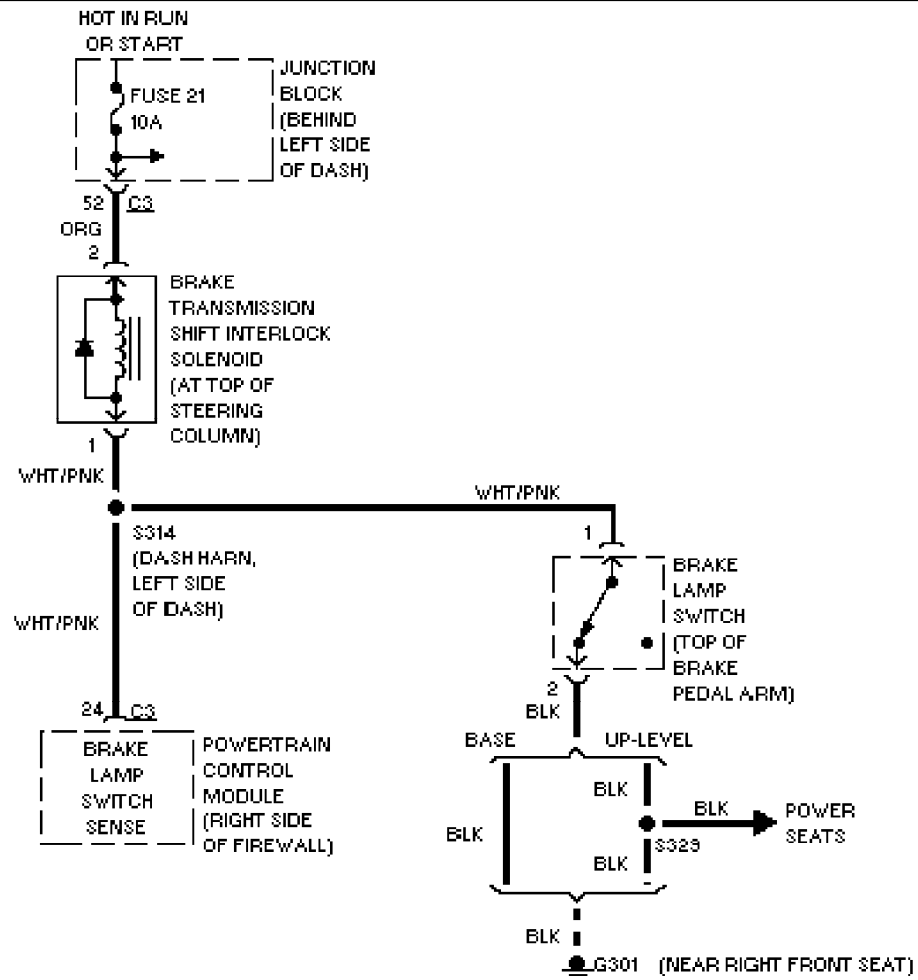 HOT IN RUN
OR START
JUNCTION
BLOCK
(BEHIND
LEFT SIDE
OF DASH)
FUSE 21
10A
52 C3
ORG
2
BRAKE
TRANSMISSION
SHIFT INTERLOCK
SOLENOID
(AT TOP OF
STEERING
COLUMN)
1
WHT/PNK
WHT/PNK
S314
(DASH HARN,
LEFT SIDE
OF DASH)
1
BRAKE
LAMP
SWITCH
(TOP OF
BRAKE
PEDAL ARM)
WHT/PNK
24 C3
BRAKE
LAMP
SWITCH
SENSE
POWERTRAIN
CONTROL
MODULE
(RIGHT SIDE
OF FIREWALL)
2
BLK
BASE UP-LEVEL
BLK
BLK
POWER
SEATS
BLK
S329
BLK
BLK
G301 (NEAR RIGHT FRONT SEAT)